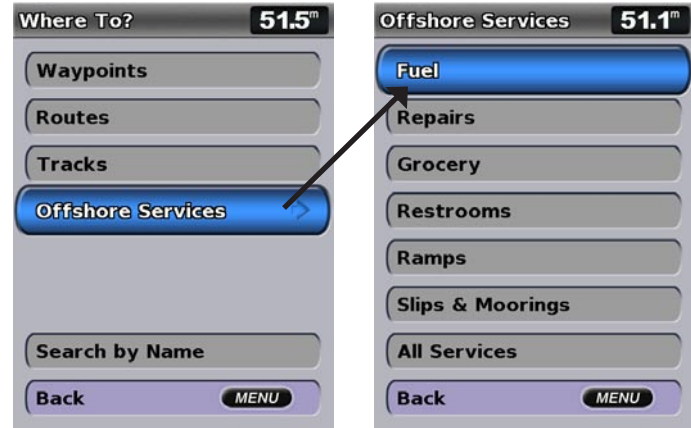 Where To? 51.5m
Waypoints
Routes
Tracks
Offshore Services
Search by Name
Back MENU
Offshore Services 51.1m
Fuel
Repairs
Grocery
Restrooms
Ramps
Slips & Moorings
All Services
Back MENU